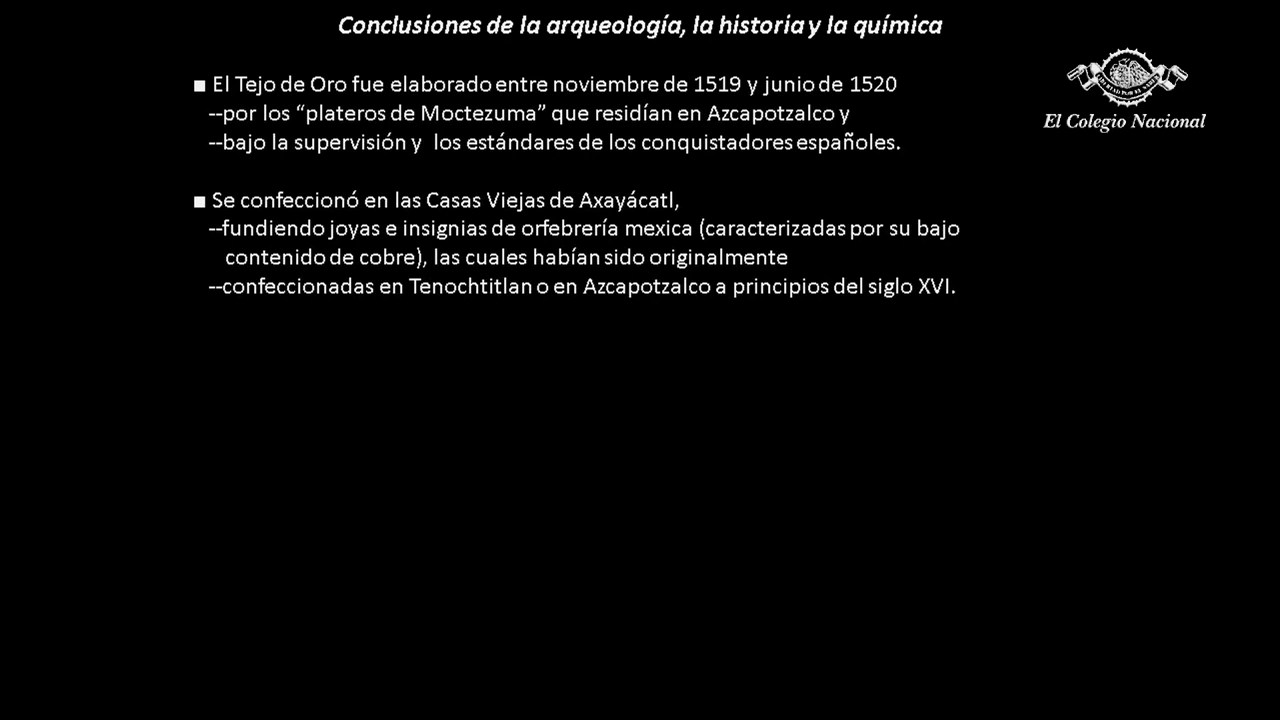 Conclusiones de la arqueología, la historia y la química
■ El Tejo de Oro fue elaborado entre noviembre de 1519 y junio de 1520
--por los “plateros de Moctezuma” que residían en Azcapotzalco y
--bajo la supervisión y los estándares de los conquistadores españoles.
■ Se confeccionó en las Casas Viejas de Axayácatl,
--fundiendo joyas e insignias de orfebrería mexica (caracterizadas por su bajo
contenido de cobre), las cuales habían sido originalmente
--confeccionadas en Tenochtitlan o en Azcapotzalco a principios del siglo XVI.
El Colegio Nacional